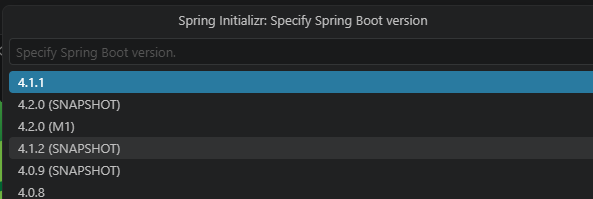 Spring Initializr: Specify Spring Boot version
Specify Spring Boot version.
4.1.1
4.2.0 (SNAPSHOT)
4.2.0 (M1)
4.1.2 (SNAPSHOT)
4.0.9 (SNAPSHOT)
4.0.8